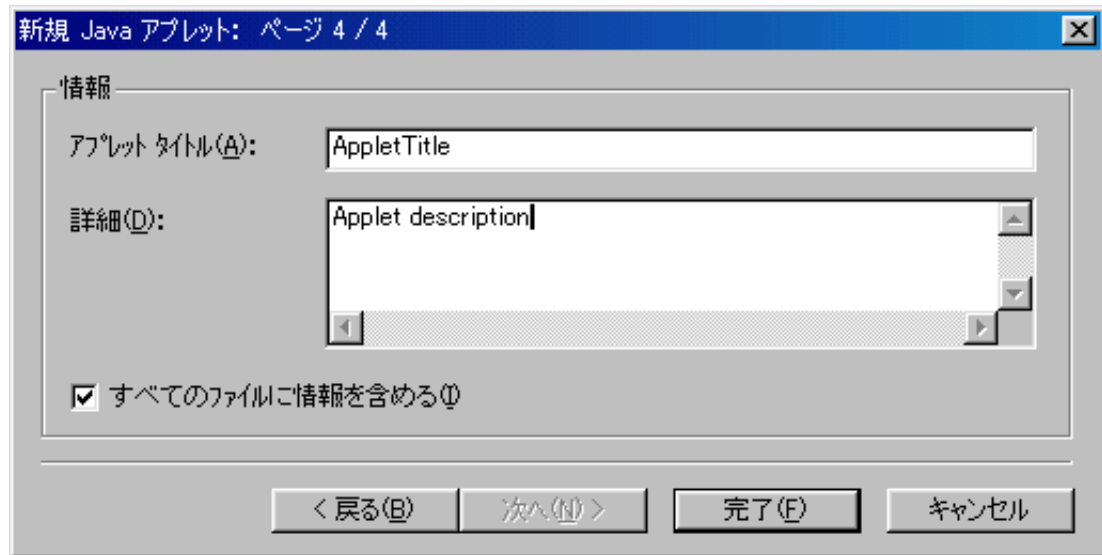 新規 Java アプレット: ページ 4 / 4
情報
アプレット タイトル(A):
AppletTitle
詳細(D):
Applet description
すべてのファイルに情報を含める(I)
< 戻る(B)
次へ(N) >
完了(F)
キャンセル